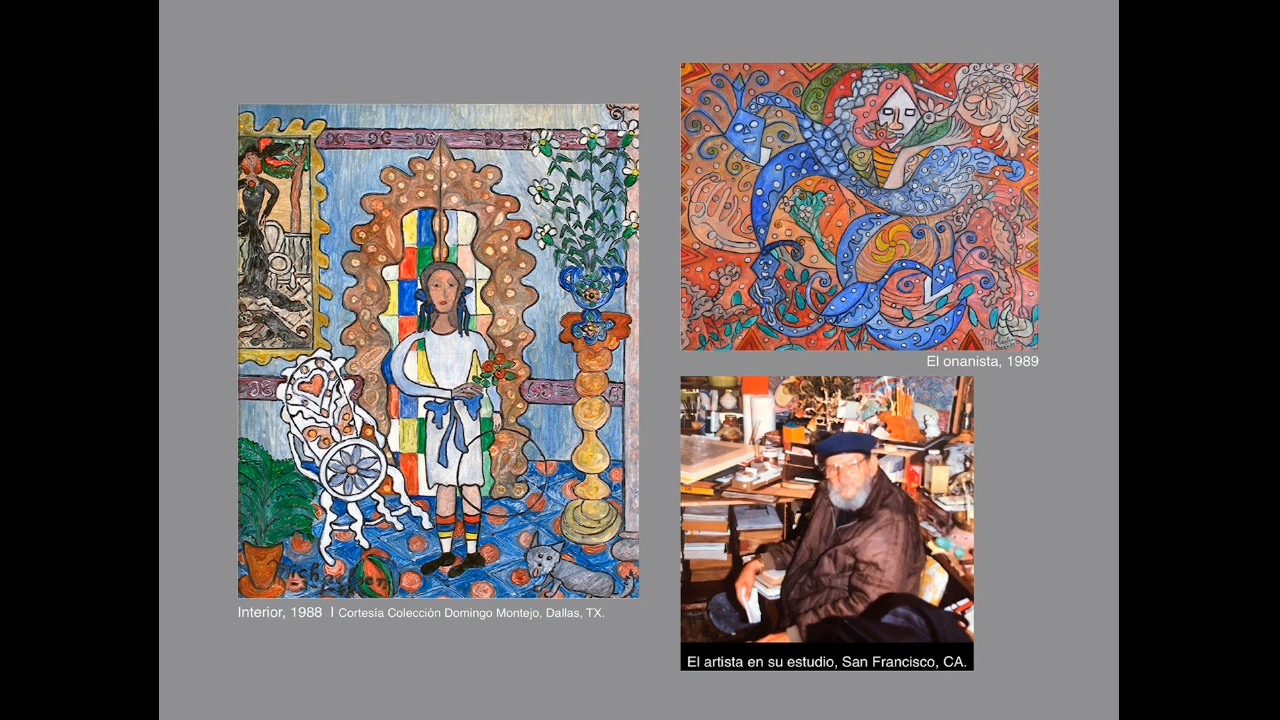 El onanista, 1989
Interior, 1988 | Cortesía Colección Domingo Montejo, Dallas, TX.
El artista en su estudio, San Francisco, CA.